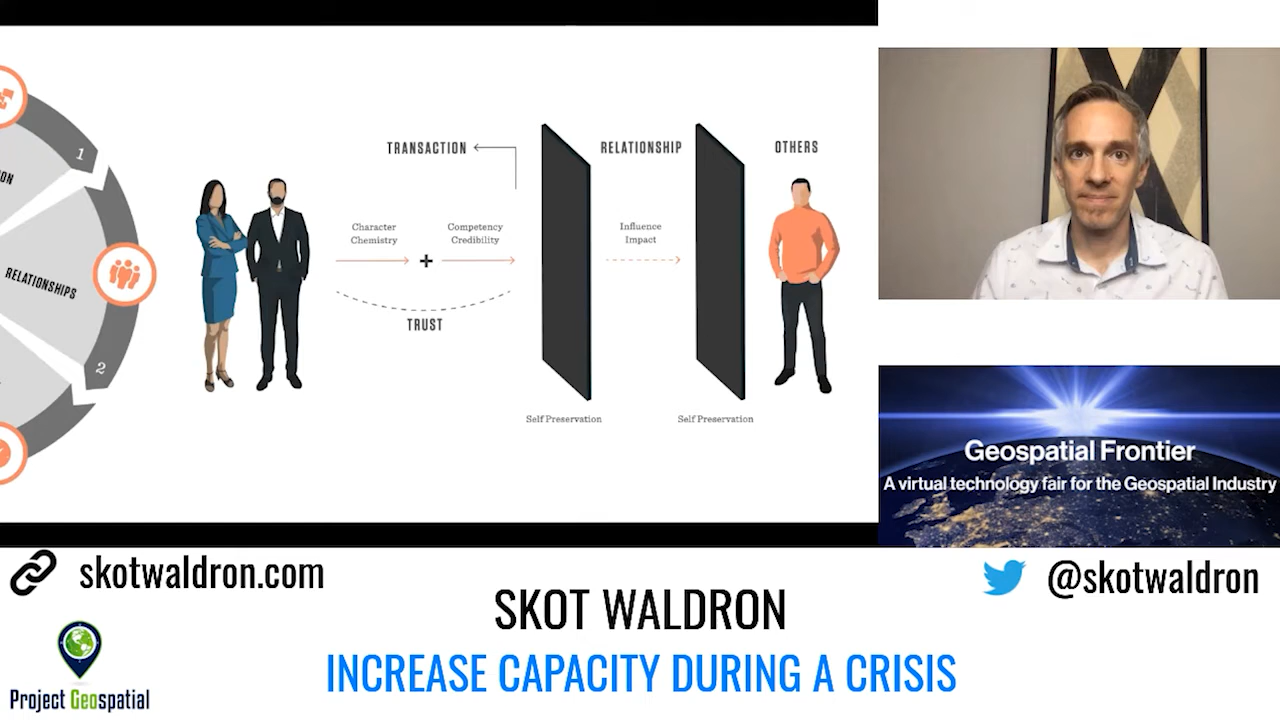 1
ON
RELATIONSHIPS
2
TRANSACTION
RELATIONSHIP
OTHERS
Character
Chemistry
+
Competency
Credibility
Influence
Impact
TRUST
Self Preservation
Self Preservation
Geospatial Frontier
A virtual technology fair for the Geospatial Industry
skotwaldron.com
@skotwaldron
SKOT WALDRON
INCREASE CAPACITY DURING A CRISIS
Project Geospatial